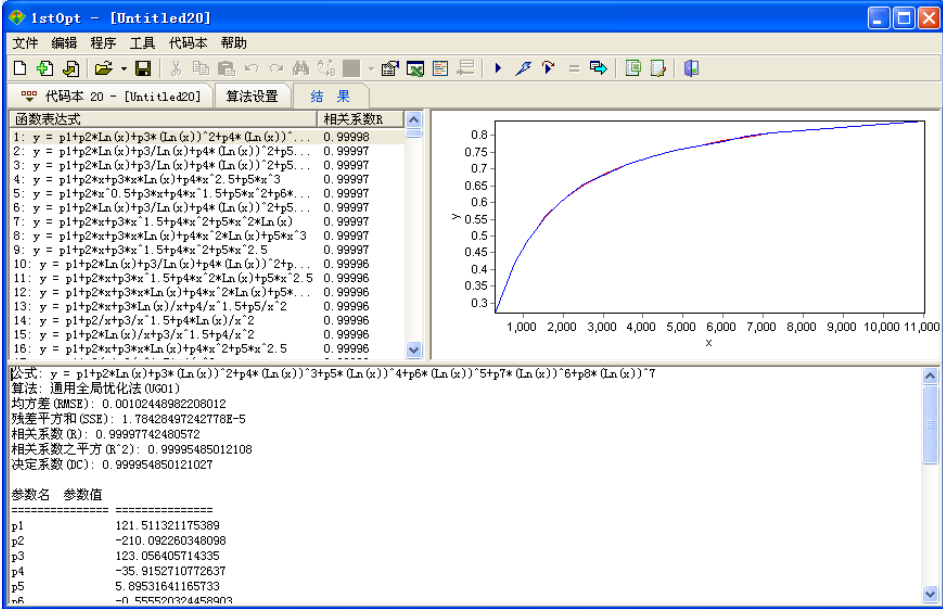 1stOpt - [Untitled20]
文件 编辑 程序 工具 代码本 帮助
代码本 20 - [Untitled20] 算法设置 结 果
函数表达式 相关系数R
1: y = p1+p2*Ln(x)+p3*(Ln(x))^2+p4*(Ln(x))^... 0.99998
2: y = p1+p2*Ln(x)+p3/Ln(x)+p4*(Ln(x))^2+p5... 0.99997
3: y = p1+p2*Ln(x)+p3/Ln(x)+p4*(Ln(x))^2+p5... 0.99997
4: y = p1+p2*x+p3*x*Ln(x)+p4*x^2.5+p5*x^3 0.99997
5: y = p1+p2*x^0.5+p3*x+p4*x^1.5+p5*x^2+p6*... 0.99997
6: y = p1+p2*Ln(x)+p3/Ln(x)+p4*(Ln(x))^2+p5... 0.99997
7: y = p1+p2*x+p3*x^1.5+p4*x^2+p5*x^2*Ln(x) 0.99997
8: y = p1+p2*x+p3*x*Ln(x)+p4*x^2*Ln(x)+p5*x^3 0.99997
9: y = p1+p2*x+p3*x^1.5+p4*x^2+p5*x^2.5 0.99997
10: y = p1+p2*Ln(x)+p3/Ln(x)+p4*(Ln(x))^2+p... 0.99996
11: y = p1+p2*x+p3*x^1.5+p4*x^2*Ln(x)+p5*x^2.5 0.99996
12: y = p1+p2*x+p3*x*Ln(x)+p4*x^2*Ln(x)+p5*... 0.99996
13: y = p1+p2*x+p3*Ln(x)/x+p4/x^1.5+p5/x^2 0.99996
14: y = p1+p2/x+p3/x^1.5+p4*Ln(x)/x^2 0.99996
15: y = p1+p2*Ln(x)/x+p3/x^1.5+p4/x^2 0.99996
16: y = p1+p2*x+p3*x*Ln(x)+p4*x^2+p5*x^2.5 0.99996
0.8
0.75
0.7
0.65
0.6
y 0.55
0.5
0.45
0.4
0.35
0.3
1,000 2,000 3,000 4,000 5,000 6,000 7,000 8,000 9,000 10,000 11,000
x
公式: y = p1+p2*Ln(x)+p3*(Ln(x))^2+p4*(Ln(x))^3+p5*(Ln(x))^4+p6*(Ln(x))^5+p7*(Ln(x))^6+p8*(Ln(x))^7
算法: 通用全局优化法(UGO1)
均方差(RMSE): 0.00102448982208012
残差平方和(SSE): 1.78428497242778E-5
相关系数(R): 0.99997742480572
相关系数之平方(R^2): 0.99995485012108
决定系数(DC): 0.999954850121027
参数名 参数值
=============== ===============
p1 121.511321175389
p2 -210.092260348098
p3 123.056405714335
p4 -35.9152710772637
p5 5.89531641165733
p6 -0.555520324458903